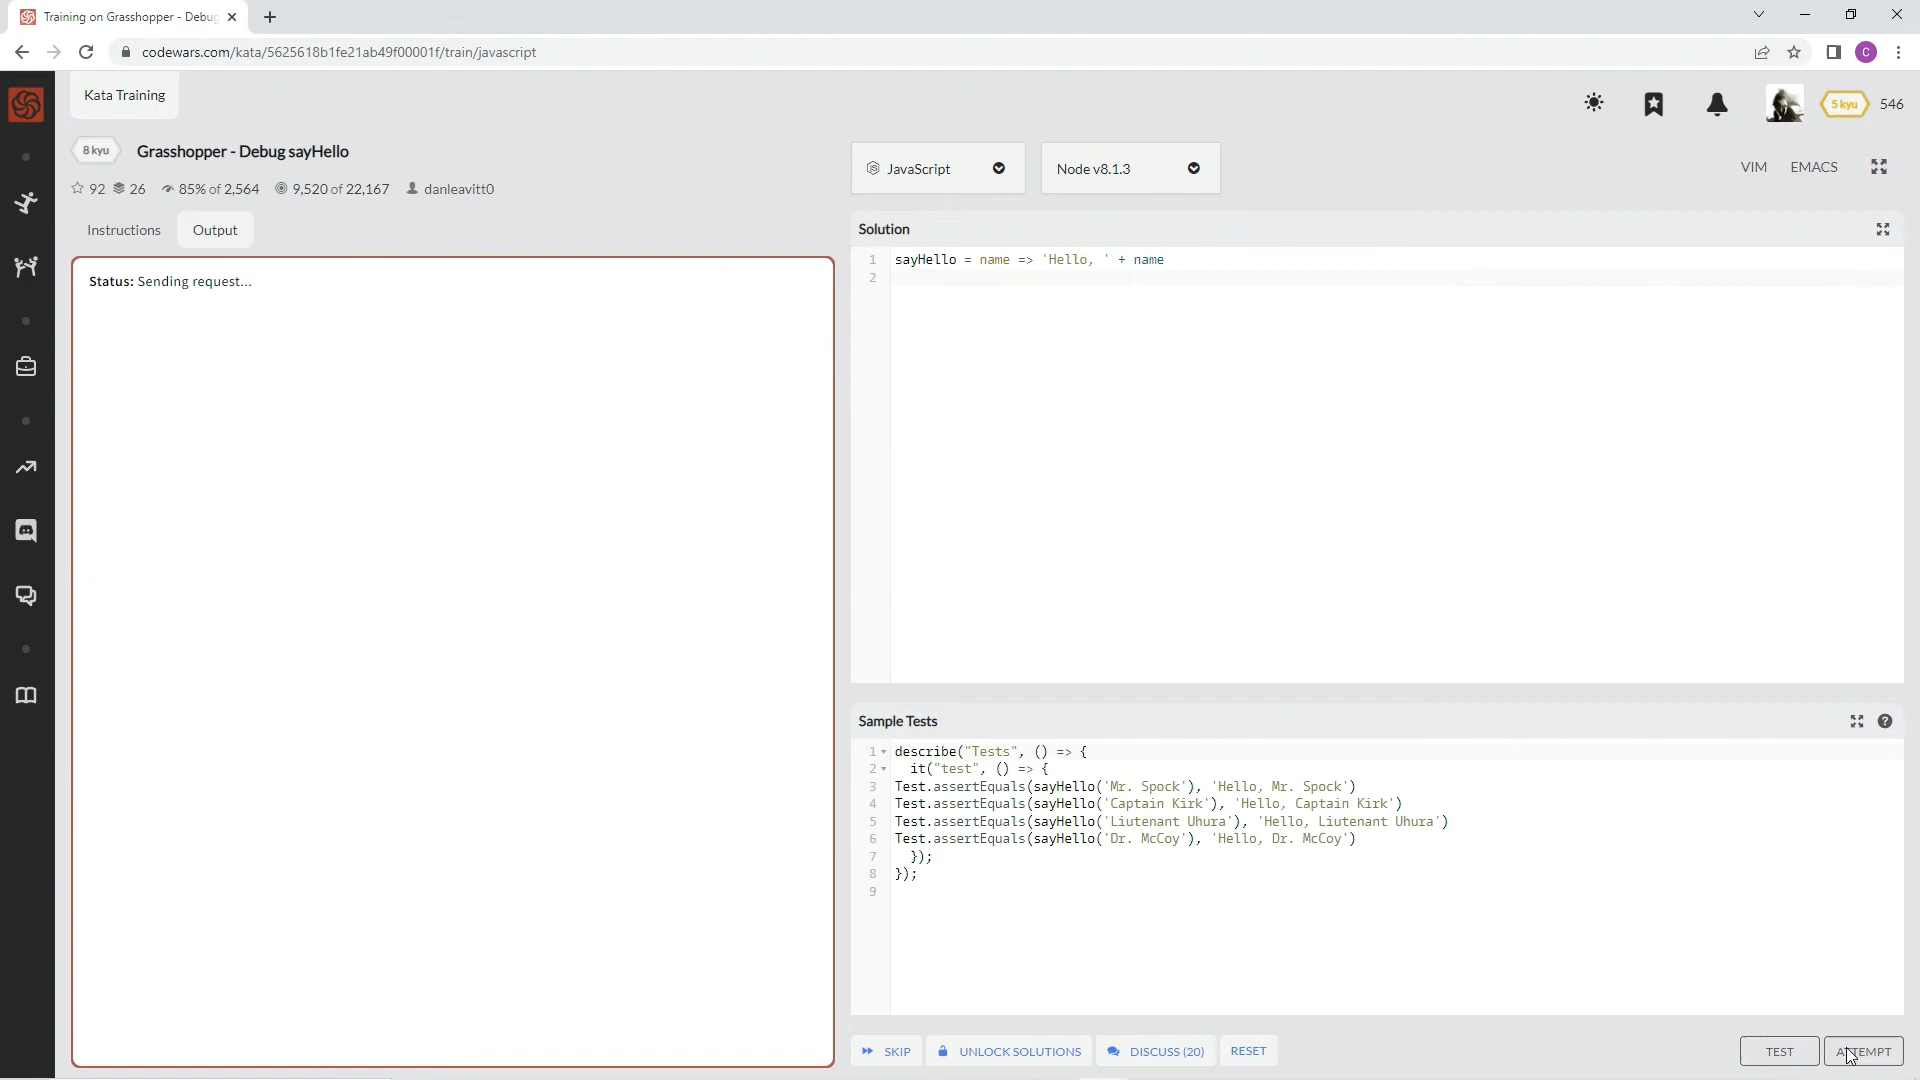 Training on Grasshopper - Debu
codewars.com/kata/5625618b1fe21ab49f00001f/train/javascript
C
Kata Training
5 kyu
546
8 kyu
Grasshopper - Debug sayHello
92
26
85% of 2,564
9,520 of 22,167
danleavitt0
JavaScript
Node v8.1.3
VIM
EMACS
Instructions
Output
Status: Sending request...
Solution
1
sayHello = name => 'Hello, ' + name
2
Sample Tests
1
describe("Tests", () => {
2
it("test", () => {
3
Test.assertEquals(sayHello('Mr. Spock'), 'Hello, Mr. Spock')
4
Test.assertEquals(sayHello('Captain Kirk'), 'Hello, Captain Kirk')
5
Test.assertEquals(sayHello('Liutenant Uhura'), 'Hello, Liutenant Uhura')
6
Test.assertEquals(sayHello('Dr. McCoy'), 'Hello, Dr. McCoy')
7
});
8
});
9
SKIP
UNLOCK SOLUTIONS
DISCUSS (20)
RESET
TEST
ATTEMPT